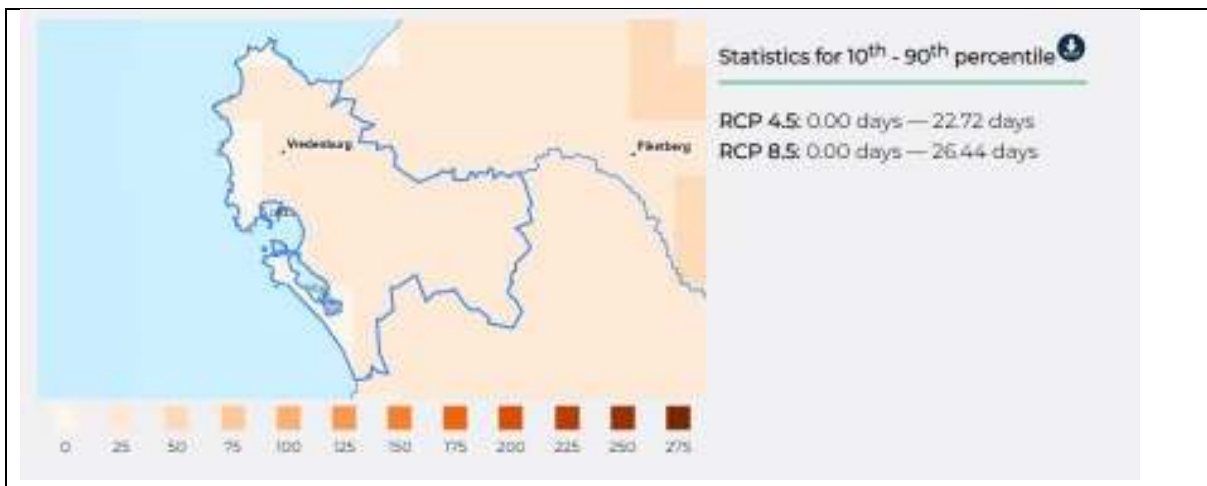 Statistics for 10th - 90th percentile
RCP 4.5: 0.00 days — 22.72 days
RCP 8.5: 0.00 days — 26.44 days
Vredenburg
Piketberg
0 25 50 75 100 125 150 175 200 225 250 275